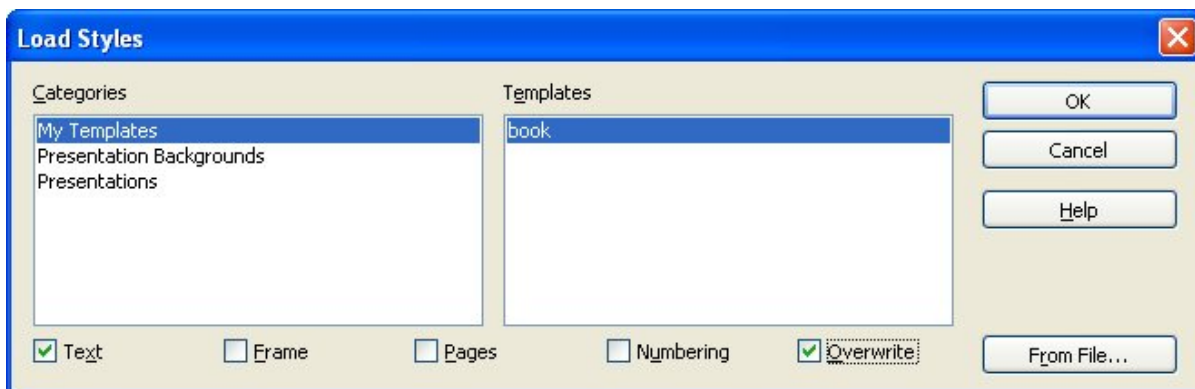 Load Styles
Categories
Templates
OK
My Templates
book
Presentation Backgrounds
Cancel
Presentations
Help
Text
Frame
Pages
Numbering
Overwrite
From File...